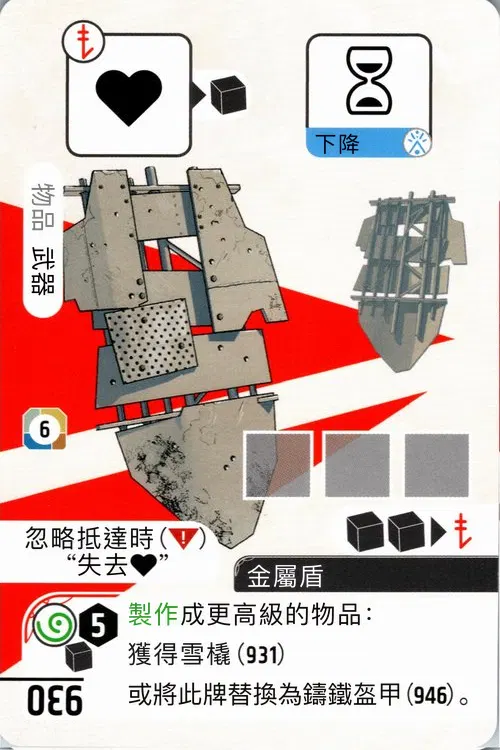 下降
物品 武器
6
忽略抵達時(!)
“失去♥”
金屬盾
5
製作成更高級的物品：
獲得雪橇(931)
或將此牌替換為鑄鐵盔甲(946)。
930